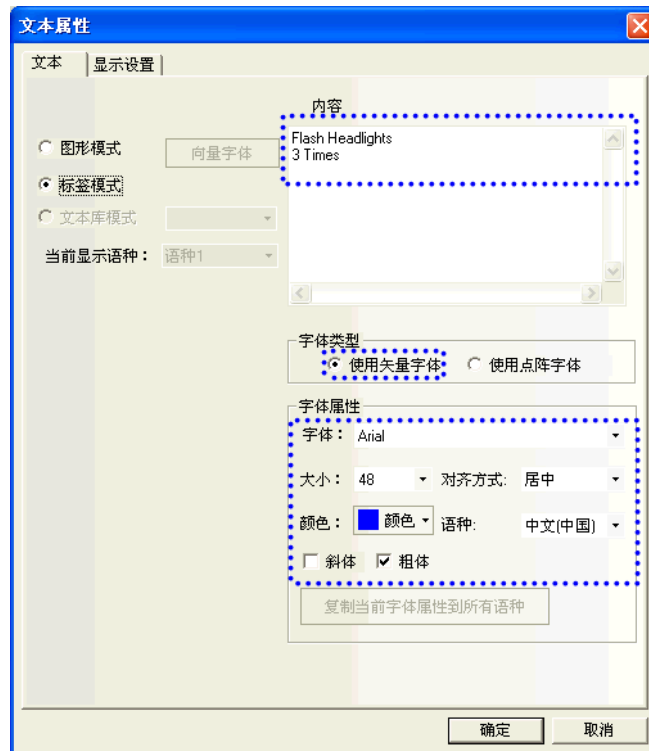 文本属性
文本 显示设置
内容
图形模式 向量字体
Flash Headlights
3 Times
标签模式
文本库模式
当前显示语种： 语种1
字体类型
使用矢量字体 使用点阵字体
字体属性
字体： Arial
大小： 48 对齐方式: 居中
颜色： 颜色 语种: 中文(中国)
斜体 粗体
复制当前字体属性到所有语种
确定 取消